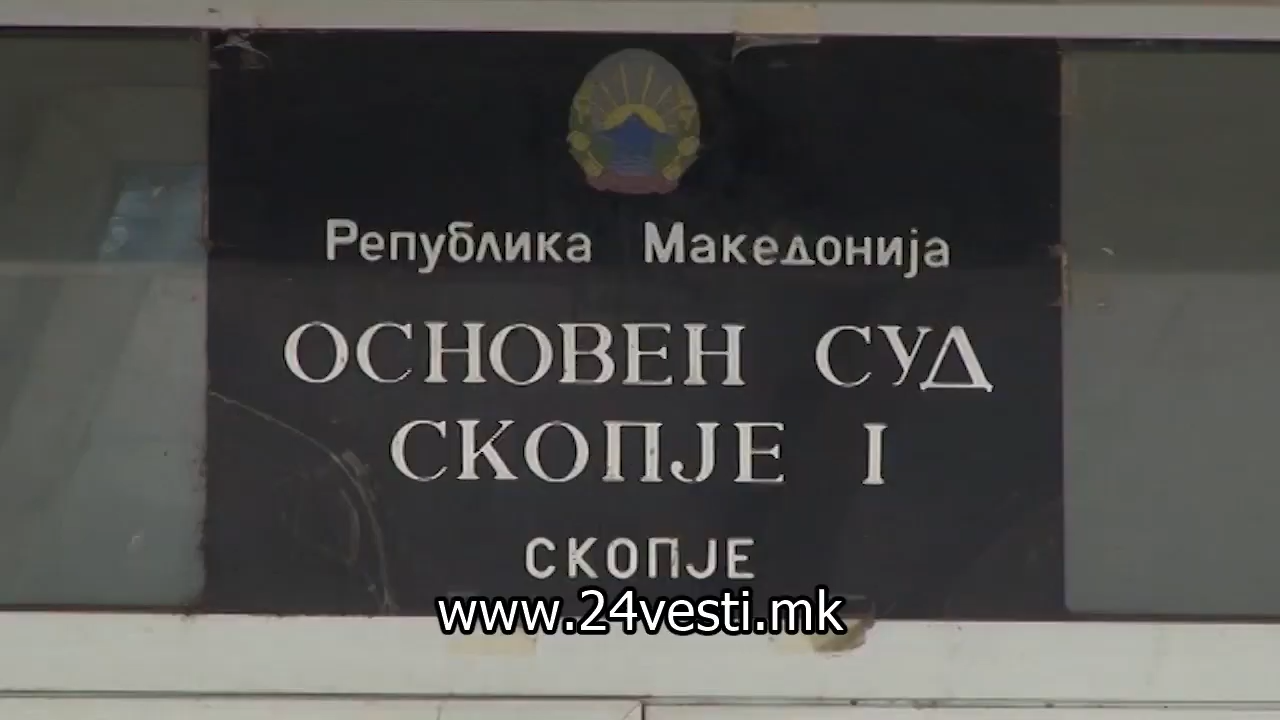 Република Македонија
ОСНОВЕН СУД
СКОПЈЕ I
СКОПЈЕ
www.24vesti.mk